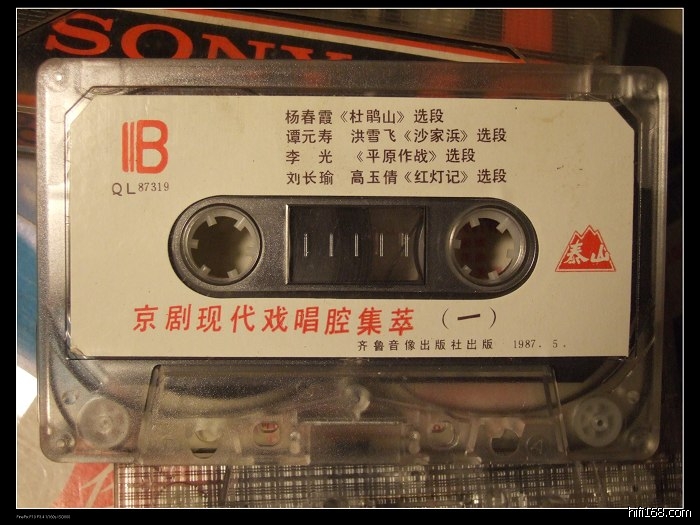 SONY
杨春霞《杜鹃山》选段
谭元寿 洪雪飞《沙家浜》选段
李 光 《平原作战》选段
刘长瑜 高玉倩《红灯记》选段
B
QL87319
泰山
京剧现代戏唱腔集萃（一）
齐鲁音像出版社出版 1987. 5.
hifi168.com